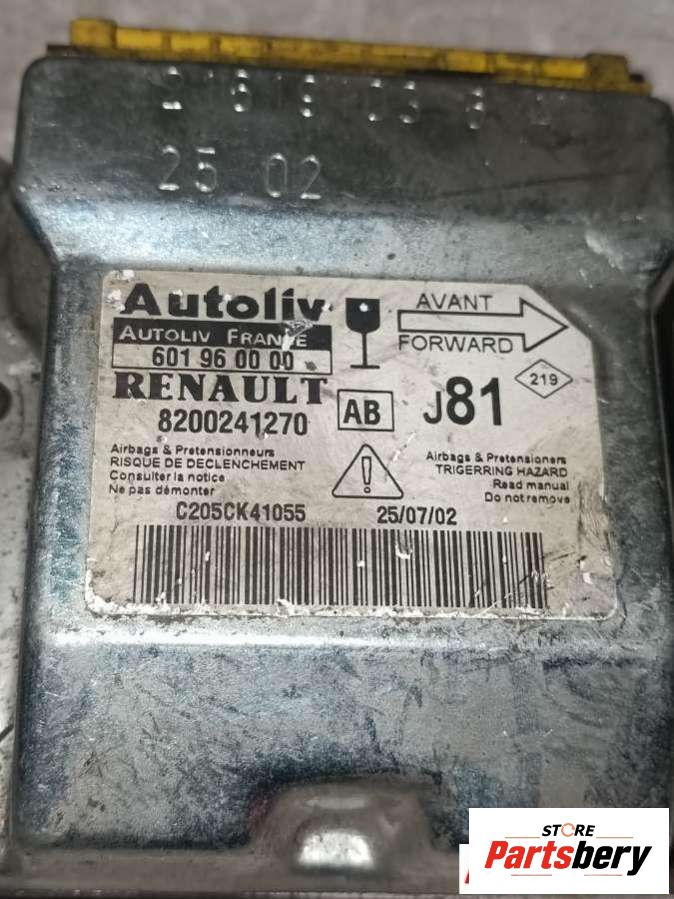 25 02
Autoliv
AVANT
AUTOLIV FRANCE
FORWARD
601 96 00 00
RENAULT
219
8200241270 AB J81
Airbags & Pretensionneurs
RISQUE DE DECLENCHEMENT
Consulter la notice
Ne pas démonter
Airbags & Pretensioners
TRIGERRING HAZARD
Read manual
Do not remove
C205CK41055 25/07/02
STORE
Partsbery